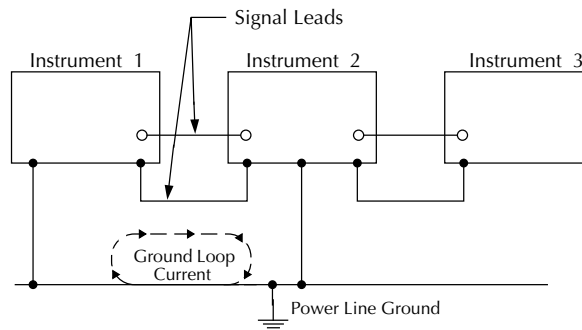 Signal Leads
Instrument 1
Instrument 2
Instrument 3
Ground Loop
Current
Power Line Ground